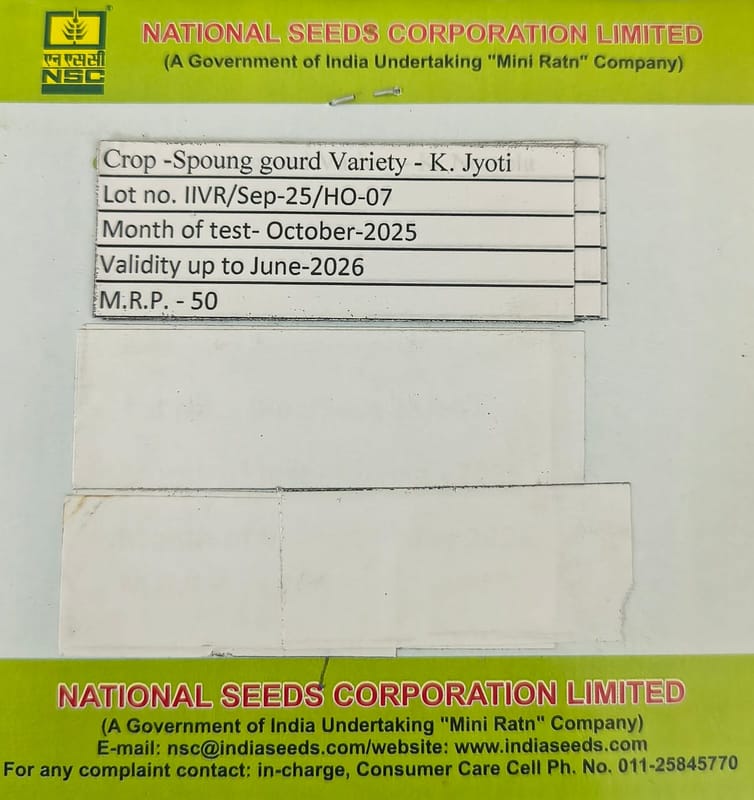 एन एस सी
NSC
NATIONAL SEEDS CORPORATION LIMITED
(A Government of India Undertaking "Mini Ratn" Company)
Crop -Spoung gourd Variety - K. Jyoti
Lot no. IIVR/Sep-25/HO-07
Month of test- October-2025
Validity up to June-2026
M.R.P. - 50
NATIONAL SEEDS CORPORATION LIMITED
(A Government of India Undertaking "Mini Ratn" Company)
E-mail: nsc@indiaseeds.com/website: www.indiaseeds.com
For any complaint contact: in-charge, Consumer Care Cell Ph. No. 011-25845770